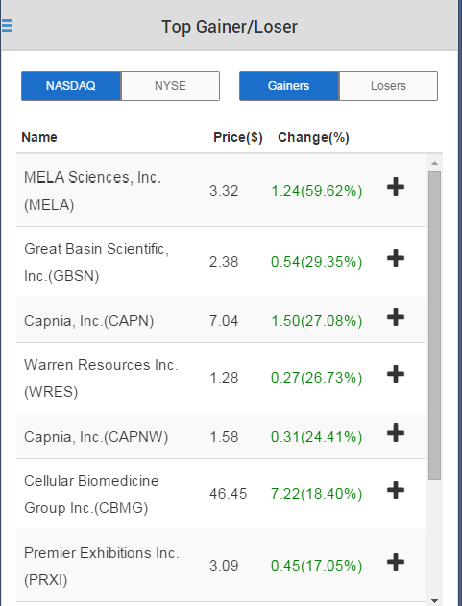 Top Gainer/Loser
NASDAQ NYSE Gainers Losers
Name Price($) Change(%)
MELA Sciences, Inc.
(MELA) 3.32 1.24(59.62%)
Great Basin Scientific,
Inc.(GBSN) 2.38 0.54(29.35%)
Capnia, Inc.(CAPN) 7.04 1.50(27.08%)
Warren Resources Inc.
(WRES) 1.28 0.27(26.73%)
Capnia, Inc.(CAPNW) 1.58 0.31(24.41%)
Cellular Biomedicine
Group Inc.(CBMG) 46.45 7.22(18.40%)
Premier Exhibitions Inc.
(PRXI) 3.09 0.45(17.05%)